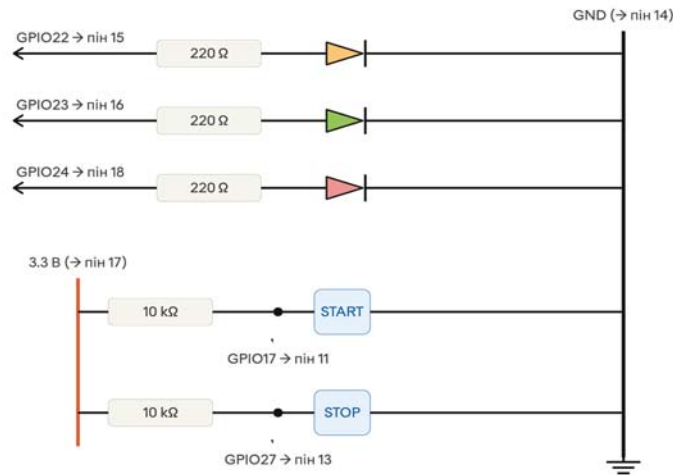 GND (→ пін 14)
GPIO22 → пін 15
220 Ω
GPIO23 → пін 16
220 Ω
GPIO24 → пін 18
220 Ω
3.3 В (→ пін 17)
10 kΩ
START
GPIO17 → пін 11
10 kΩ
STOP
GPIO27 → пін 13